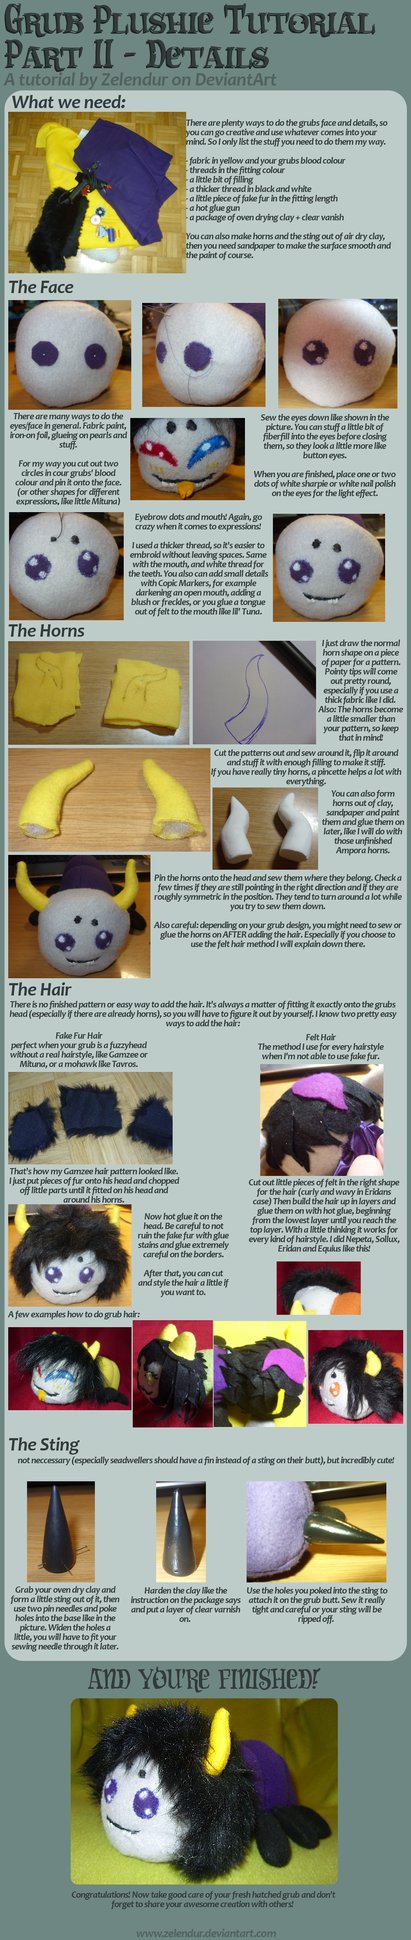 Grub Plushie Tutorial
Part II - Details
A tutorial by Zelendur on DeviantArt
What we need:
There are plenty ways to do the grubs face and details, so
you can go creative and use whatever comes into your
mind. So I only list the stuff you need to do them my way.
- fabric in yellow and your grubs blood colour
- threads in the fitting colour
- a little bit of filling
- a thicker thread in black and white
- a little piece of fake fur in the fitting length
- a hot glue gun
- a package of oven drying clay + clear vanish
You can also make horns and the sting out of air dry clay,
then you need sandpaper to make the surface smooth and
the paint of course.
The Face
There are many ways to do the
eyes/face in general. Fabric paint,
iron-on foil, glueing on pearls and
stuff.
For my way you cut out two
circles in cour grubs' blood
colour and pin it onto the face.
(or other shapes for different
expressions, like little Mituna)
Sew the eyes down like shown in the
picture. You can stuff a little bit of
fiberfill into the eyes before closing
them, so they look a little more like
button eyes.
When you are finished, place one or two
dots of white sharpie or white nail polish
on the eyes for the light effect.
Eyebrow dots and mouth! Again, go
crazy when it comes to expressions!
I used a thicker thread, so it's easier to
embroid without leaving spaces. Same
with the mouth, and white thread for
the teeth. You also can add small details
with Copic Markers, for example
darkening an open mouth, adding a
blush or freckles, or you glue a tongue
out of felt to the mouth like lil' Tuna.
The Horns
I just draw the normal
horn shape on a piece
of paper for a pattern.
Pointy tips will come
out pretty round,
especially if you use a
thick fabric like I did.
Also: The horns become
a little smaller than
your pattern, so keep
that in mind!
Cut the patterns out and sew around it, flip it around
and stuff it with enough filling to make it stiff.
If you have really tiny horns, a pincette helps a lot with
everything.
You can also form
horns out of clay,
sandpaper and paint
them and glue them on
later, like I will do with
those unfinished
Ampora horns.
Pin the horns onto the head and sew them where they belong. Check a
few times if they are still pointing in the right direction and if they are
roughly symmetric in the position. They tend to turn around a lot while
you try to sew them down.
Also careful: depending on your grub design, you might need to sew or
glue the horns on AFTER adding the hair. Especially if you choose to
use the felt hair method I will explain down there.
The Hair
There is no finished pattern or easy way to add the hair. It's always a matter of fitting it exactly onto the grubs
head (especially if there are already horns), so you will have to figure it out by yourself. I know two pretty easy
ways to add the hair:
Fake Fur Hair
perfect when your grub is a fuzzyhead
without a real hairstyle, like Gamzee or
Mituna, or a mohawk like Tavros.
Felt Hair
The method I use for every hairstyle
when I'm not able to use fake fur.
That's how my Gamzee hair pattern looked like.
I just put pieces of fur onto his head and chopped
off little parts until it fitted on his head and
around his horns.
Cut out little pieces of felt in the right shape
for the hair (curly and wavy in Eridans
case) Then build the hair up in layers and
glue them on with hot glue, beginning
from the lowest layer until you reach the
top layer. With a little thinking it works for
every kind of hairstyle. I did Nepeta, Sollux,
Eridan and Equius like this!
Now hot glue it on the
head. Be careful to not
ruin the fake fur with glue
stains and glue extremely
careful on the borders.
After that, you can cut
and style the hair a little if
you want to.
A few examples how to do grub hair:
The Sting
not neccessary (especially seadwellers should have a fin instead of a sting on their butt), but incredibly cute!
Grab your oven dry clay and
form a little sting out of it, then
use two pin needles and poke
holes into the base like in the
picture. Widen the holes a
little, you will have to fit your
sewing needle through it later.
Harden the clay like the
instruction on the package says
and put a layer of clear varnish
on.
Use the holes you poked into the sting to
attach it on the grub butt. Sew it really
tight and careful or your sting will be
ripped off.
And you're finished!
Congratulations! Now take good care of your fresh hatched grub and don't
forget to share your awesome creation with others!
www.zelendur.deviantart.com